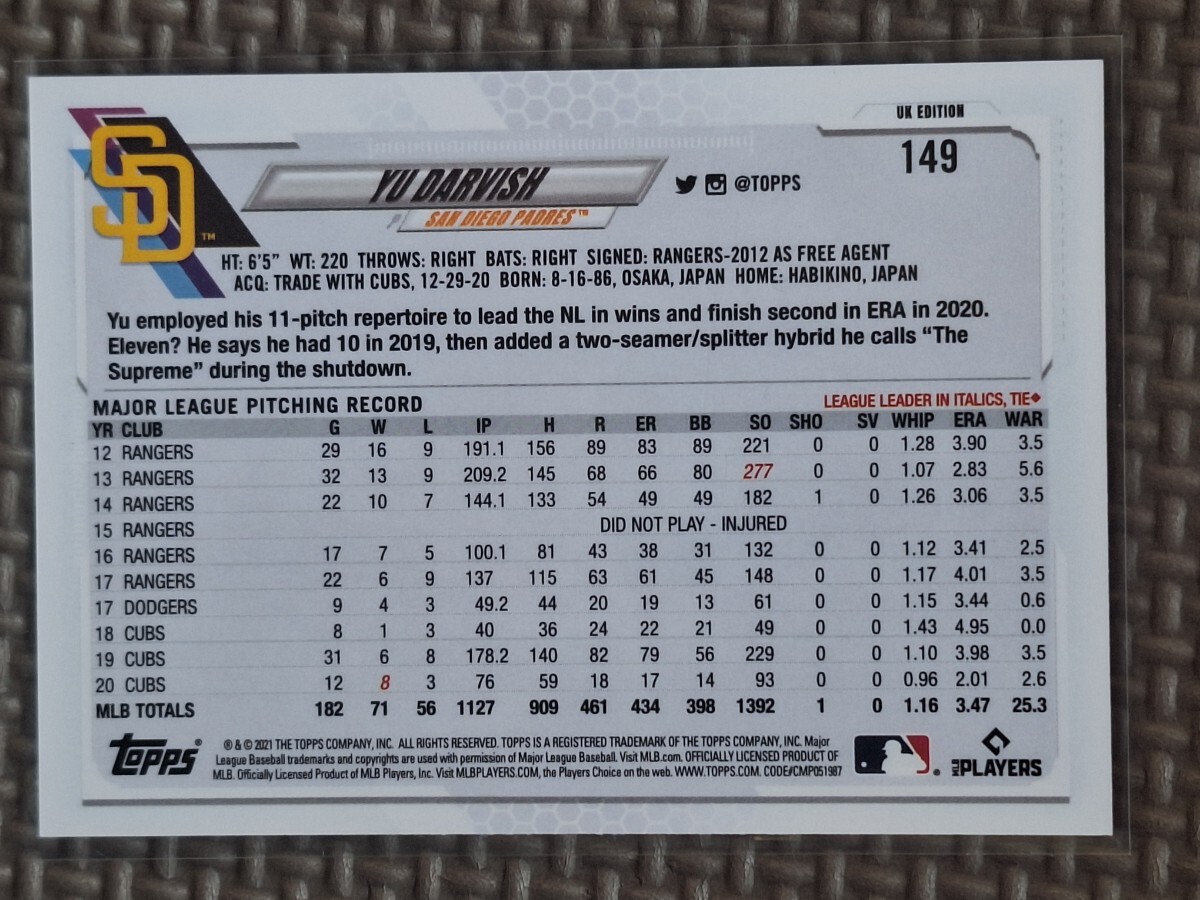 UK EDITION
149
SD™
YU DARVISH
@TOPPS
P SAN DIEGO PADRES™
HT: 6'5" WT: 220 THROWS: RIGHT BATS: RIGHT SIGNED: RANGERS-2012 AS FREE AGENT
ACQ: TRADE WITH CUBS, 12-29-20 BORN: 8-16-86, OSAKA, JAPAN HOME: HABIKINO, JAPAN
Yu employed his 11-pitch repertoire to lead the NL in wins and finish second in ERA in 2020.
Eleven? He says he had 10 in 2019, then added a two-seamer/splitter hybrid he calls “The
Supreme” during the shutdown.
MAJOR LEAGUE PITCHING RECORD LEAGUE LEADER IN ITALICS, TIE◆
YR CLUB G W L IP H R ER BB SO SHO SV WHIP ERA WAR
12 RANGERS 29 16 9 191.1 156 89 83 89 221 0 0 1.28 3.90 3.5
13 RANGERS 32 13 9 209.2 145 68 66 80 277 0 0 1.07 2.83 5.6
14 RANGERS 22 10 7 144.1 133 54 49 49 182 1 0 1.26 3.06 3.5
15 RANGERS DID NOT PLAY - INJURED
16 RANGERS 17 7 5 100.1 81 43 38 31 132 0 0 1.12 3.41 2.5
17 RANGERS 22 6 9 137 115 63 61 45 148 0 0 1.17 4.01 3.5
17 DODGERS 9 4 3 49.2 44 20 19 13 61 0 0 1.15 3.44 0.6
18 CUBS 8 1 3 40 36 24 22 21 49 0 0 1.43 4.95 0.0
19 CUBS 31 6 8 178.2 140 82 79 56 229 0 0 1.10 3.98 3.5
20 CUBS 12 8 3 76 59 18 17 14 93 0 0 0.96 2.01 2.6
MLB TOTALS 182 71 56 1127 909 461 434 398 1392 1 0 1.16 3.47 25.3
topps®
® & © 2021 THE TOPPS COMPANY, INC. ALL RIGHTS RESERVED. TOPPS IS A REGISTERED TRADEMARK OF THE TOPPS COMPANY, INC. Major
League Baseball trademarks and copyrights are used with permission of Major League Baseball. Visit MLB.com. OFFICIALLY LICENSED PRODUCT OF
MLB. Officially Licensed Product of MLB Players, Inc. Visit MLBPLAYERS.COM, the Players Choice on the web. WWW.TOPPS.COM. CODE#CMP051987
MLB PLAYERS